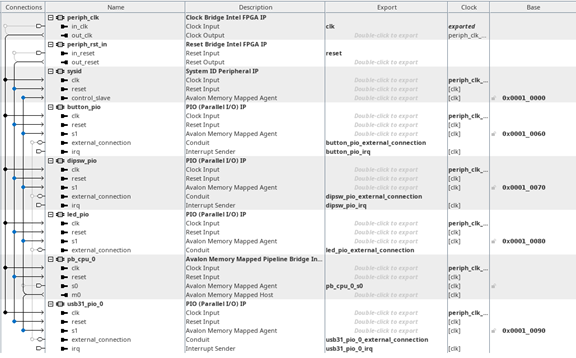 Connections Name Description Export Clock Base
periph_clk Clock Bridge Intel FPGA IP
in_clk Clock Input clk exported
out_clk Clock Output Double-click to export periph_clk_...
periph_rst_in Reset Bridge Intel FPGA IP
in_reset Reset Input reset
out_reset Reset Output Double-click to export
sysid System ID Peripheral IP
clk Clock Input Double-click to export periph_clk_...
reset Reset Input Double-click to export [clk]
control_slave Avalon Memory Mapped Agent Double-click to export [clk] 0x0001_0000
button_pio PIO (Parallel I/O) IP
clk Clock Input Double-click to export periph_clk_...
reset Reset Input Double-click to export [clk]
s1 Avalon Memory Mapped Agent Double-click to export [clk] 0x0001_0060
external_connection Conduit button_pio_external_connection
irq Interrupt Sender button_pio_irq [clk]
dipsw_pio PIO (Parallel I/O) IP
clk Clock Input Double-click to export periph_clk_...
reset Reset Input Double-click to export [clk]
s1 Avalon Memory Mapped Agent Double-click to export [clk] 0x0001_0070
external_connection Conduit dipsw_pio_external_connection
irq Interrupt Sender dipsw_pio_irq [clk]
led_pio PIO (Parallel I/O) IP
clk Clock Input Double-click to export periph_clk_...
reset Reset Input Double-click to export [clk]
s1 Avalon Memory Mapped Agent Double-click to export [clk] 0x0001_0080
external_connection Conduit led_pio_external_connection
pb_cpu_0 Avalon Memory Mapped Pipeline Bridge In...
clk Clock Input Double-click to export periph_clk_...
reset Reset Input Double-click to export [clk]
s0 Avalon Memory Mapped Agent pb_cpu_0_s0 [clk]
m0 Avalon Memory Mapped Host Double-click to export [clk]
usb31_pio_0 PIO (Parallel I/O) IP
clk Clock Input Double-click to export periph_clk_...
reset Reset Input Double-click to export [clk]
s1 Avalon Memory Mapped Agent Double-click to export [clk] 0x0001_0090
external_connection Conduit usb31_pio_0_external_connection
irq Interrupt Sender usb31_pio_0_irq [clk]